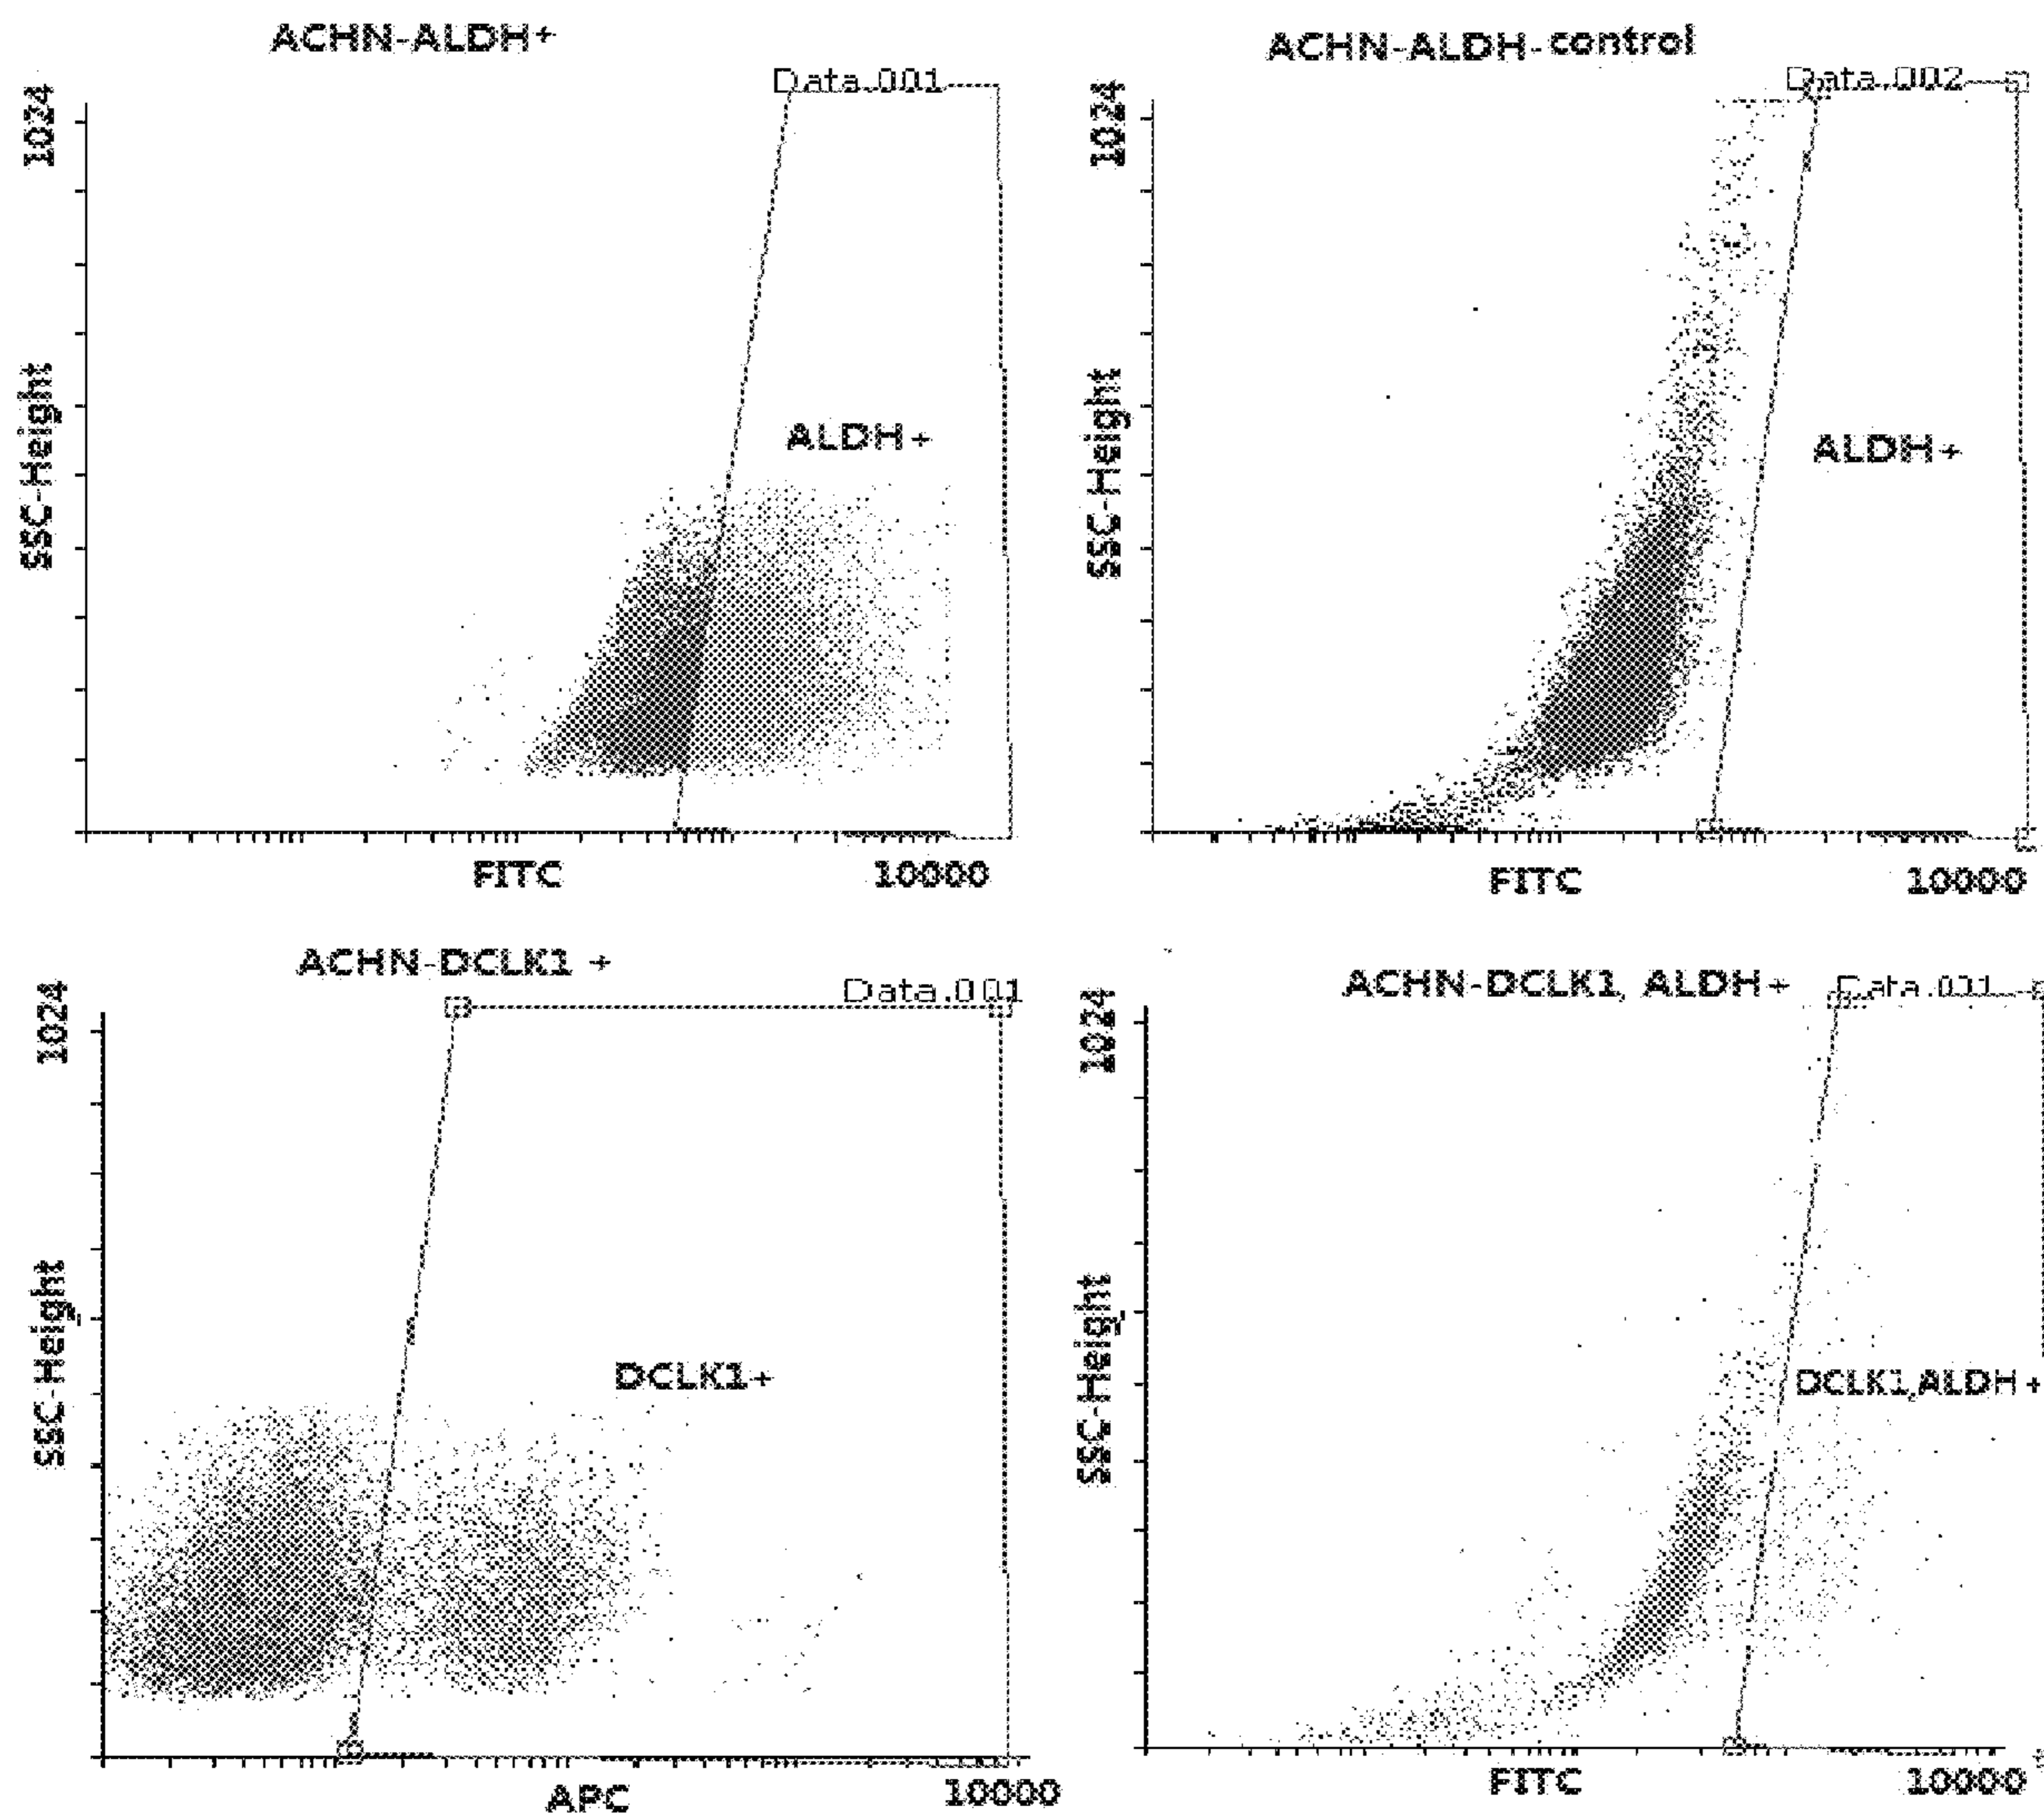 ACHN-ALDH+
Data.001
1024
SSC-Height
ALDH+
FITC
10000
ACHN-ALDH-control
Data.002
1024
SSC-Height
ALDH+
FITC
10000
ACHN-DCLK1 +
Data.001
1024
SSC-Height
DCLK1+
APC
10000
ACHN-DCLK1, ALDH+
1024
SSC-Height
DCLK1,ALDH+
FITC
10000